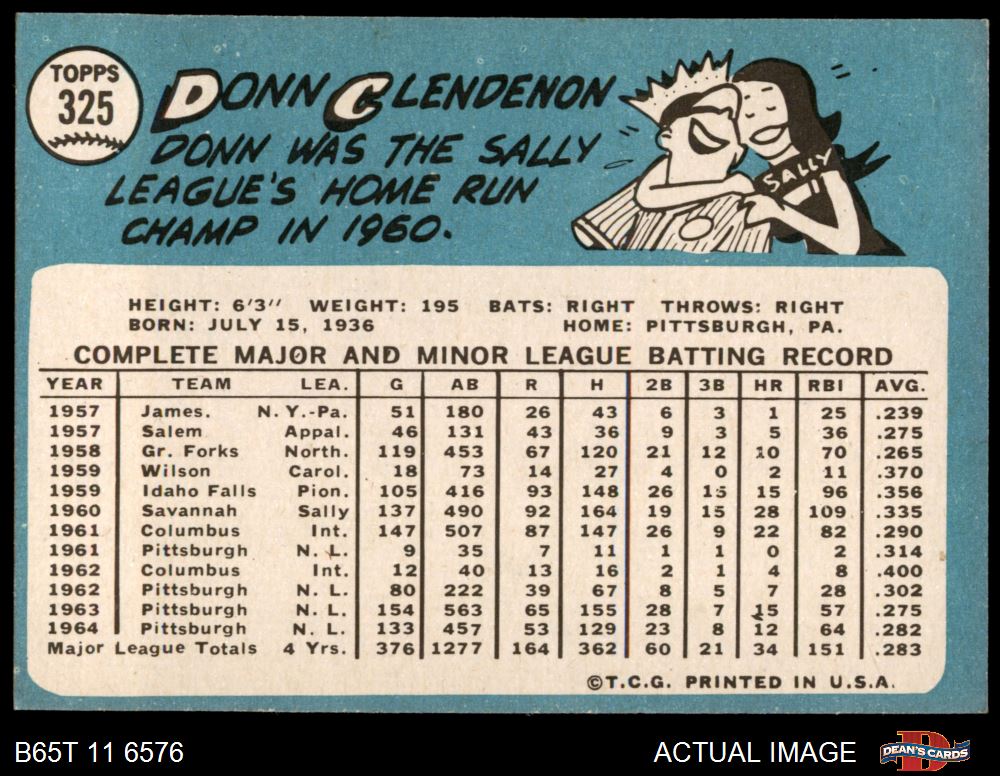 TOPPS
325
DONN CLENDENON
DONN WAS THE SALLY
LEAGUE'S HOME RUN
CHAMP IN 1960.
SALLY
HEIGHT: 6'3" WEIGHT: 195 BATS: RIGHT THROWS: RIGHT
BORN: JULY 15, 1936 HOME: PITTSBURGH, PA.
COMPLETE MAJOR AND MINOR LEAGUE BATTING RECORD
YEAR TEAM LEA. G AB R H 2B 3B HR RBI AVG.
1957 James. N.Y.-Pa. 51 180 26 43 6 3 1 25 .239
1957 Salem Appal. 46 131 43 36 9 3 5 36 .275
1958 Gr. Forks North. 119 453 67 120 21 12 10 70 .265
1959 Wilson Carol. 18 73 14 27 4 0 2 11 .370
1959 Idaho Falls Pion. 105 416 93 148 26 15 15 96 .356
1960 Savannah Sally 137 490 92 164 19 15 28 109 .335
1961 Columbus Int. 147 507 87 147 26 9 22 82 .290
1961 Pittsburgh N. L. 9 35 7 11 1 1 0 2 .314
1962 Columbus Int. 12 40 13 16 2 1 4 8 .400
1962 Pittsburgh N. L. 80 222 39 67 8 5 7 28 .302
1963 Pittsburgh N. L. 154 563 65 155 28 7 15 57 .275
1964 Pittsburgh N. L. 133 457 53 129 23 8 12 64 .282
Major League Totals 4 Yrs. 376 1277 164 362 60 21 34 151 .283
©T.C.G. PRINTED IN U.S.A.
B65T 11 6576 ACTUAL IMAGE DEAN'S CARDS